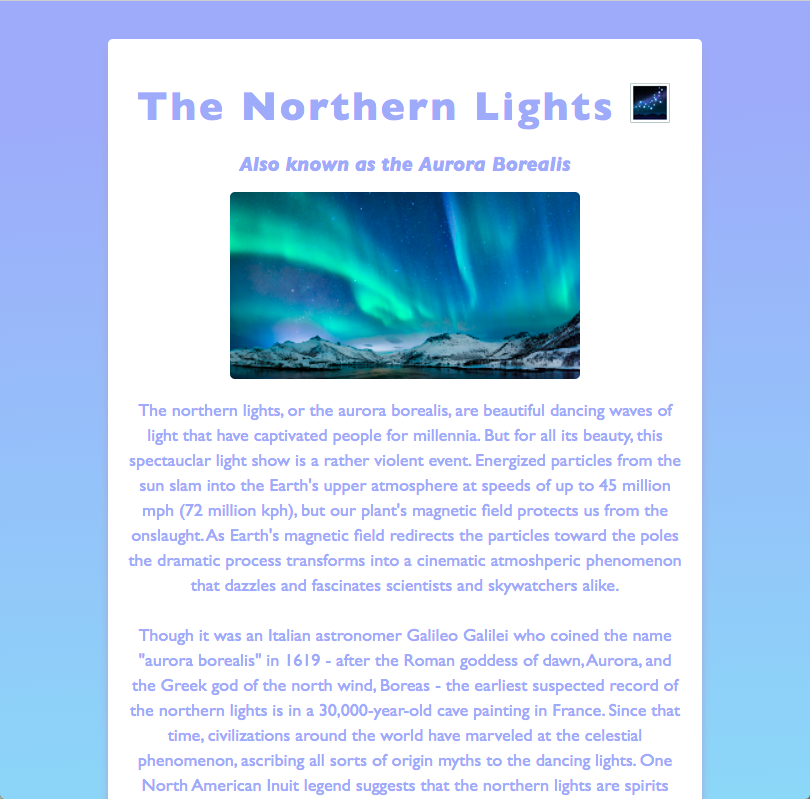 The Northern Lights
Also known as the Aurora Borealis
The northern lights, or the aurora borealis, are beautiful dancing waves of
light that have captivated people for millennia. But for all its beauty, this
spectauclar light show is a rather violent event. Energized particles from the
sun slam into the Earth's upper atmosphere at speeds of up to 45 million
mph (72 million kph), but our plant's magnetic field protects us from the
onslaught. As Earth's magnetic field redirects the particles toward the poles
the dramatic process transforms into a cinematic atmoshperic phenomenon
that dazzles and fascinates scientists and skywatchers alike.
Though it was an Italian astronomer Galileo Galilei who coined the name
"aurora borealis" in 1619 - after the Roman goddess of dawn, Aurora, and
the Greek god of the north wind, Boreas - the earliest suspected record of
the northern lights is in a 30,000-year-old cave painting in France. Since that
time, civilizations around the world have marveled at the celestial
phenomenon, ascribing all sorts of origin myths to the dancing lights. One
North American Inuit legend suggests that the northern lights are spirits